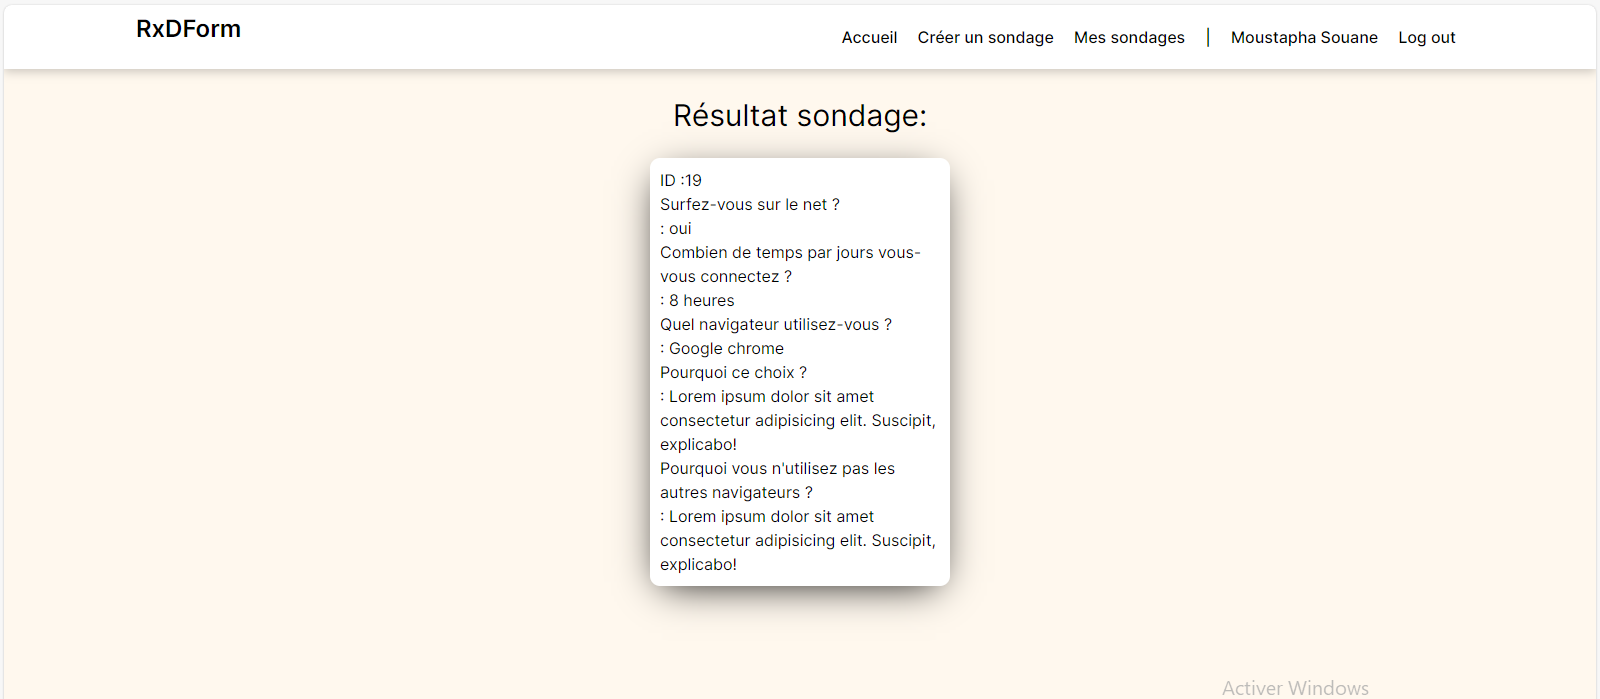 RxDForm
Accueil Créer un sondage Mes sondages | Moustapha Souane Log out
Résultat sondage:
ID :19
Surfez-vous sur le net ?
: oui
Combien de temps par jours vous-
vous connectez ?
: 8 heures
Quel navigateur utilisez-vous ?
: Google chrome
Pourquoi ce choix ?
: Lorem ipsum dolor sit amet
consectetur adipisicing elit. Suscipit,
explicabo!
Pourquoi vous n'utilisez pas les
autres navigateurs ?
: Lorem ipsum dolor sit amet
consectetur adipisicing elit. Suscipit,
explicabo!
Activer Windows